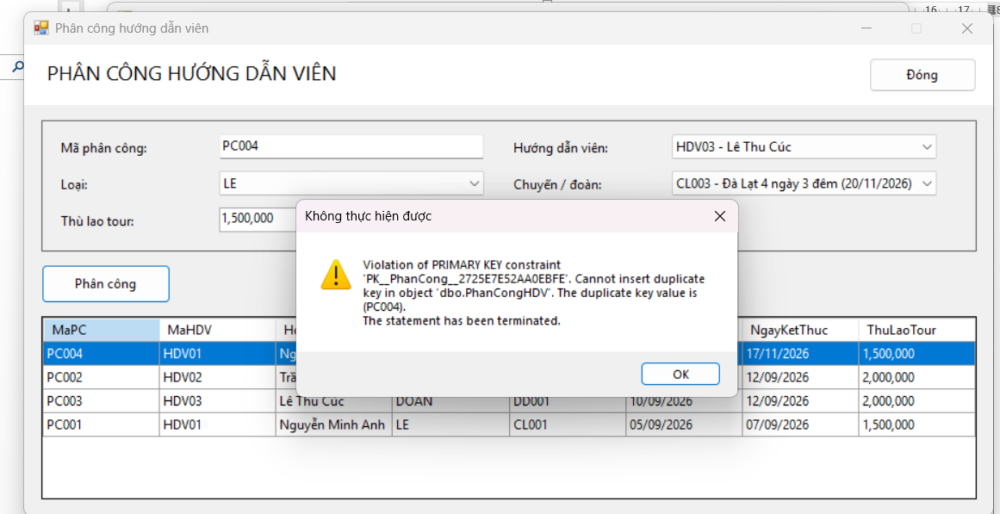 16 17 18
Phân công hướng dẫn viên
PHÂN CÔNG HƯỚNG DẪN VIÊN
Đóng
Mã phân công: PC004 Hướng dẫn viên: HDV03 - Lê Thu Cúc
Loại: LE Chuyến / đoàn: CL003 - Đà Lạt 4 ngày 3 đêm (20/11/2026)
Thù lao tour: 1,500,000
Không thực hiện được
Violation of PRIMARY KEY constraint
'PK__PhanCong__2725E7E52AA0EBFE'. Cannot insert duplicate
key in object 'dbo.PhanCongHDV'. The duplicate key value is
(PC004).
The statement has been terminated.
OK
Phân công
MaPC MaHDV NgayKetThuc ThuLaoTour
PC004 HDV01 17/11/2026 1,500,000
PC002 HDV02 12/09/2026 2,000,000
PC003 HDV03 Lê Thu Cúc DOAN DD001 10/09/2026 12/09/2026 2,000,000
PC001 HDV01 Nguyễn Minh Anh LE CL001 05/09/2026 07/09/2026 1,500,000